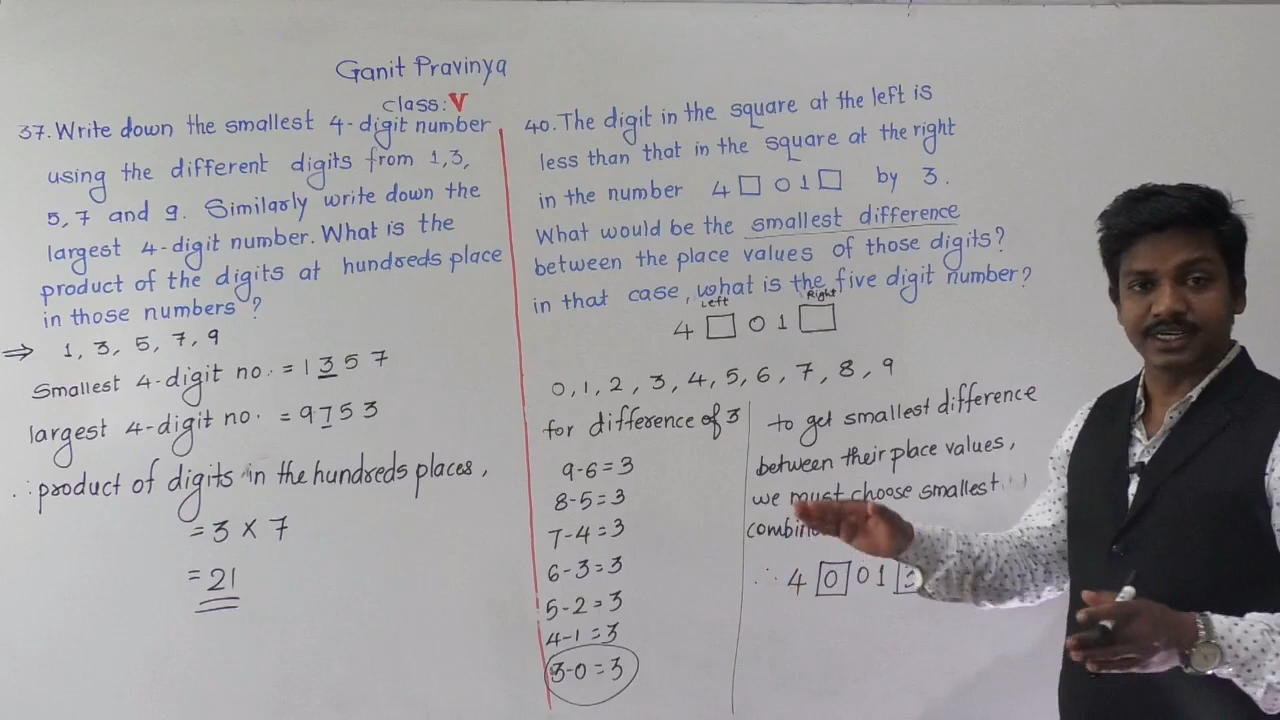 Ganit Pravinya
class: V
37. Write down the smallest 4-digit number
using the different digits from 1,3,
5,7 and 9. Similarly write down the
largest 4-digit number. What is the
product of the digits at hundreds place
in those numbers?
⇒ 1, 3, 5, 7, 9
Smallest 4-digit no. = 1357
largest 4-digit no. = 9753
∴ product of digits in the hundreds places,
= 3 × 7
= 21
40. The digit in the square at the left is
less than that in the square at the right
in the number 4 □ 0 1 □ by 3.
What would be the smallest difference
between the place values of those digits?
in that case, what is the five digit number?
Left Right
4 □ 0 1 □
0, 1, 2, 3, 4, 5, 6, 7, 8, 9
for difference of 3
9-6=3
8-5=3
7-4=3
6-3=3
5-2=3
4-1=3
3-0=3
to get smallest difference
between their place values,
we must choose smallest
∴ 4 0 0 1